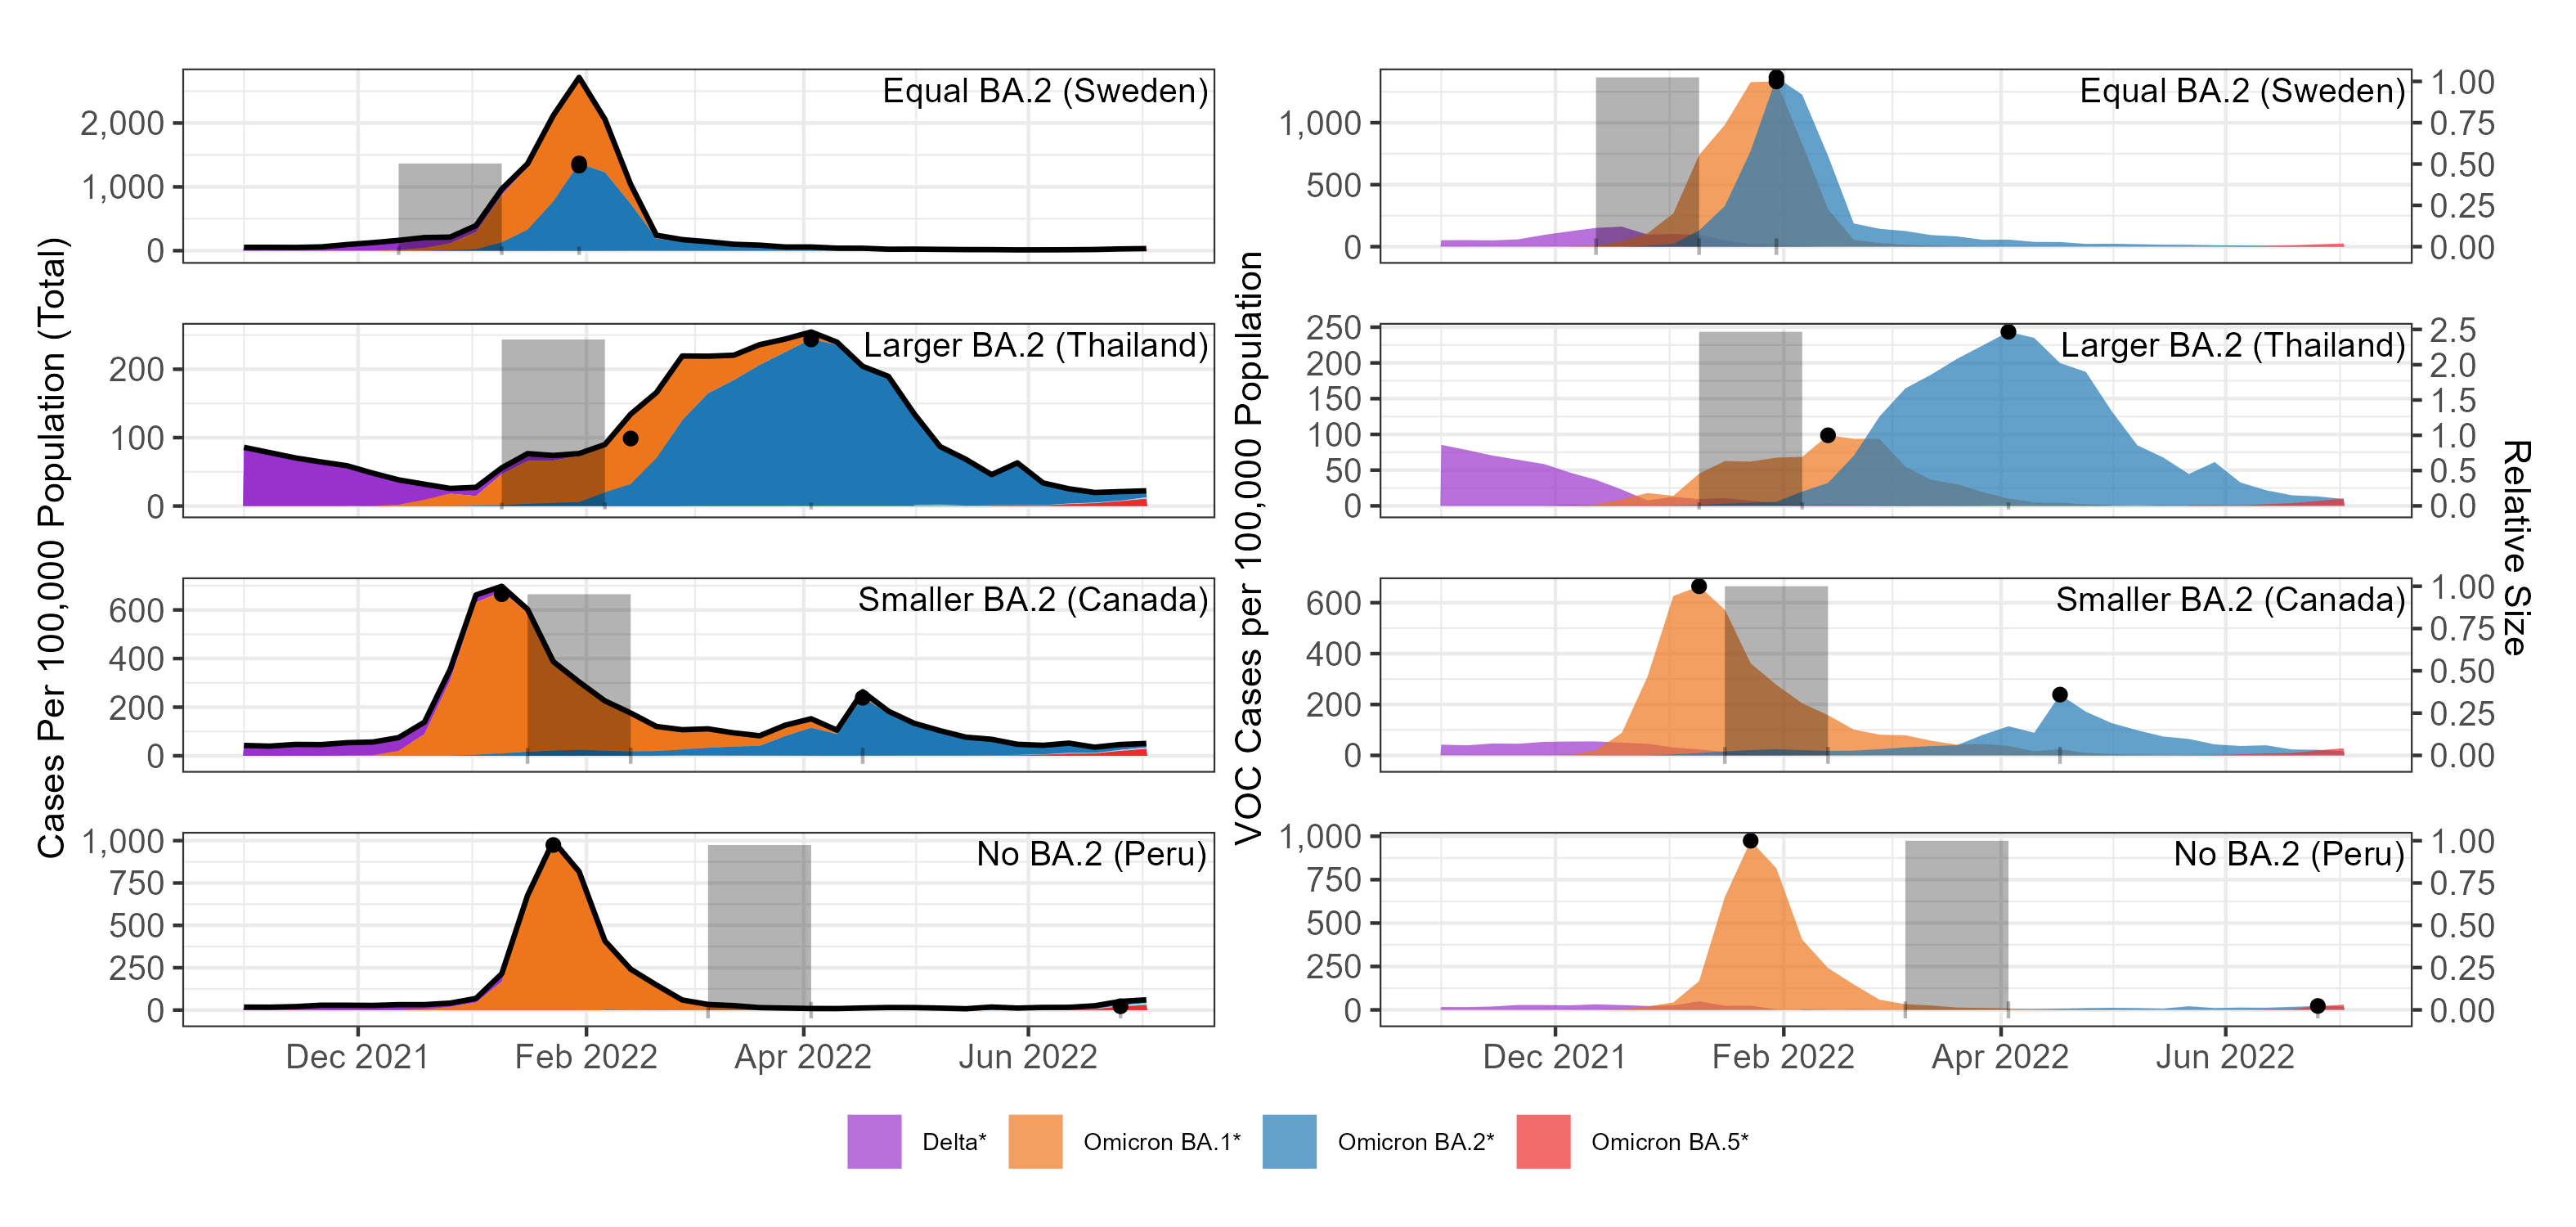 Cases Per 100,000 Population (Total)
Equal BA.2 (Sweden)
2,000
1,000
0
Larger BA.2 (Thailand)
200
100
0
Smaller BA.2 (Canada)
600
400
200
0
No BA.2 (Peru)
1,000
750
500
250
0
Dec 2021
Feb 2022
Apr 2022
Jun 2022
VOC Cases per 100,000 Population
Equal BA.2 (Sweden)
1,000
500
0
1.00
0.75
0.50
0.25
0.00
Larger BA.2 (Thailand)
250
200
150
100
50
0
2.5
2.0
1.5
1.0
0.5
0.0
Smaller BA.2 (Canada)
600
400
200
0
1.00
0.75
0.50
0.25
0.00
No BA.2 (Peru)
1,000
750
500
250
0
1.00
0.75
0.50
0.25
0.00
Dec 2021
Feb 2022
Apr 2022
Jun 2022
Relative Size
Delta*
Omicron BA.1*
Omicron BA.2*
Omicron BA.5*